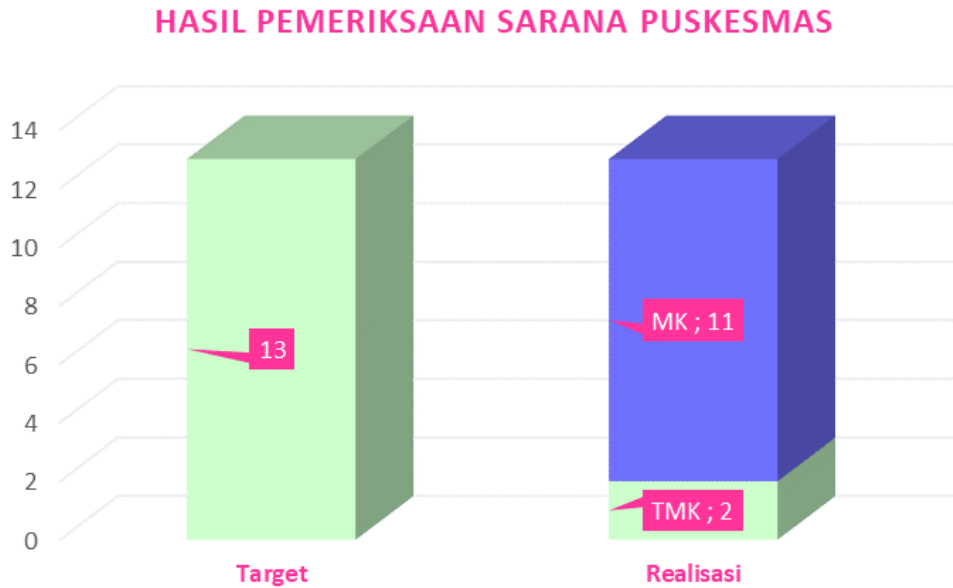 HASIL PEMERIKSAAN SARANA PUSKESMAS
14
12
10
8
6
4
2
0
13
MK ; 11
TMK ; 2
Target
Realisasi